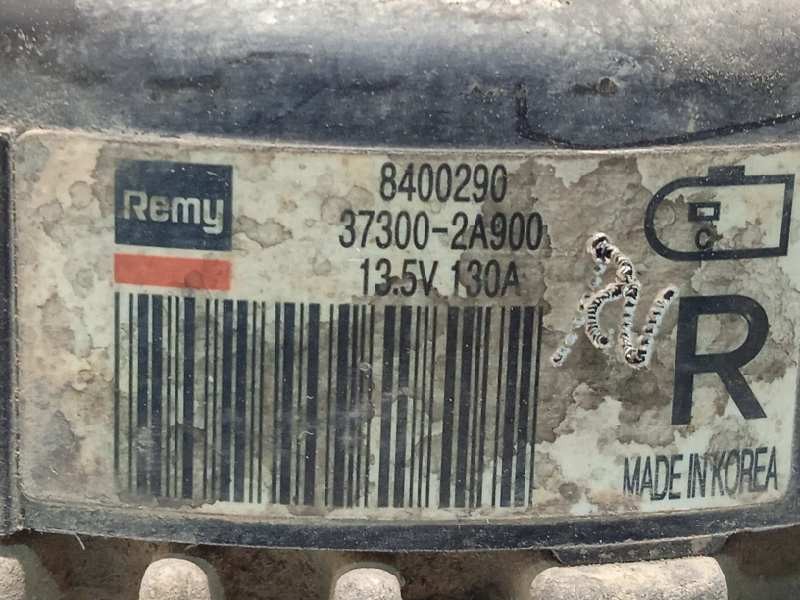 Remy
8400290
37300-2A900
13.5V 130A
C
R
MADE IN KOREA